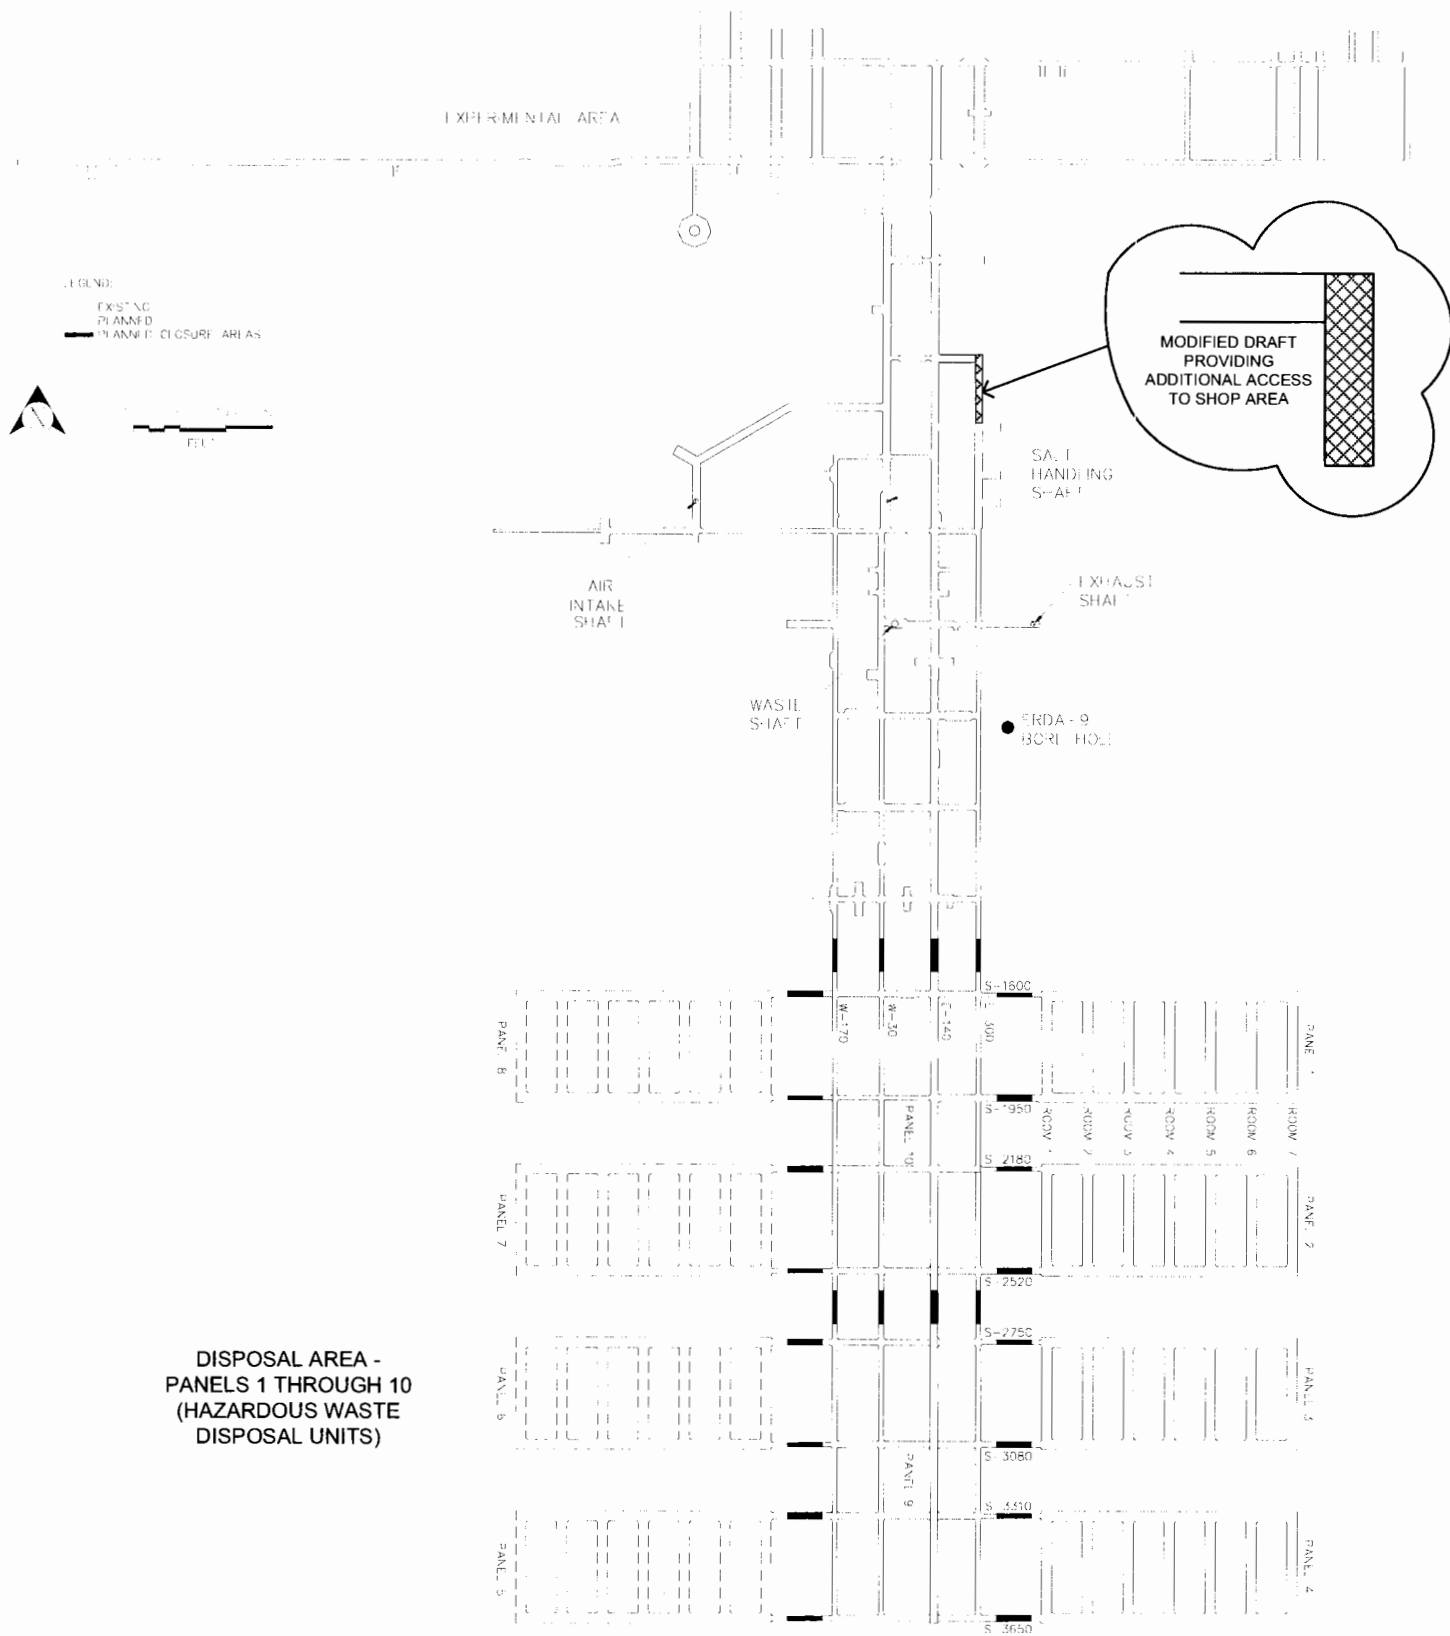 EXPERIMENTAL AREA
LEGEND:
EXISTING
PLANNED
PLANNED CLOSURE AREAS
FEET
MODIFIED DRAFT
PROVIDING
ADDITIONAL ACCESS
TO SHOP AREA
SALT
HANDLING
SHAFT
AIR
INTAKE
SHAFT
EXHAUST
SHAFT
WASTE
SHAFT
ERDA-9
BORE HOLE
S-1600
W-170
W-30
E-140
E-300
PANEL 8
PANEL 1
S-1950
PANEL 10
ROOM 1
ROOM 2
ROOM 3
ROOM 4
ROOM 5
ROOM 6
ROOM 7
S-2180
PANEL 7
PANEL 2
S-2520
S-2750
DISPOSAL AREA -
PANELS 1 THROUGH 10
(HAZARDOUS WASTE
DISPOSAL UNITS)
PANEL 6
PANEL 3
S-3080
PANEL 9
S-3310
PANEL 5
PANEL 4
S-3650